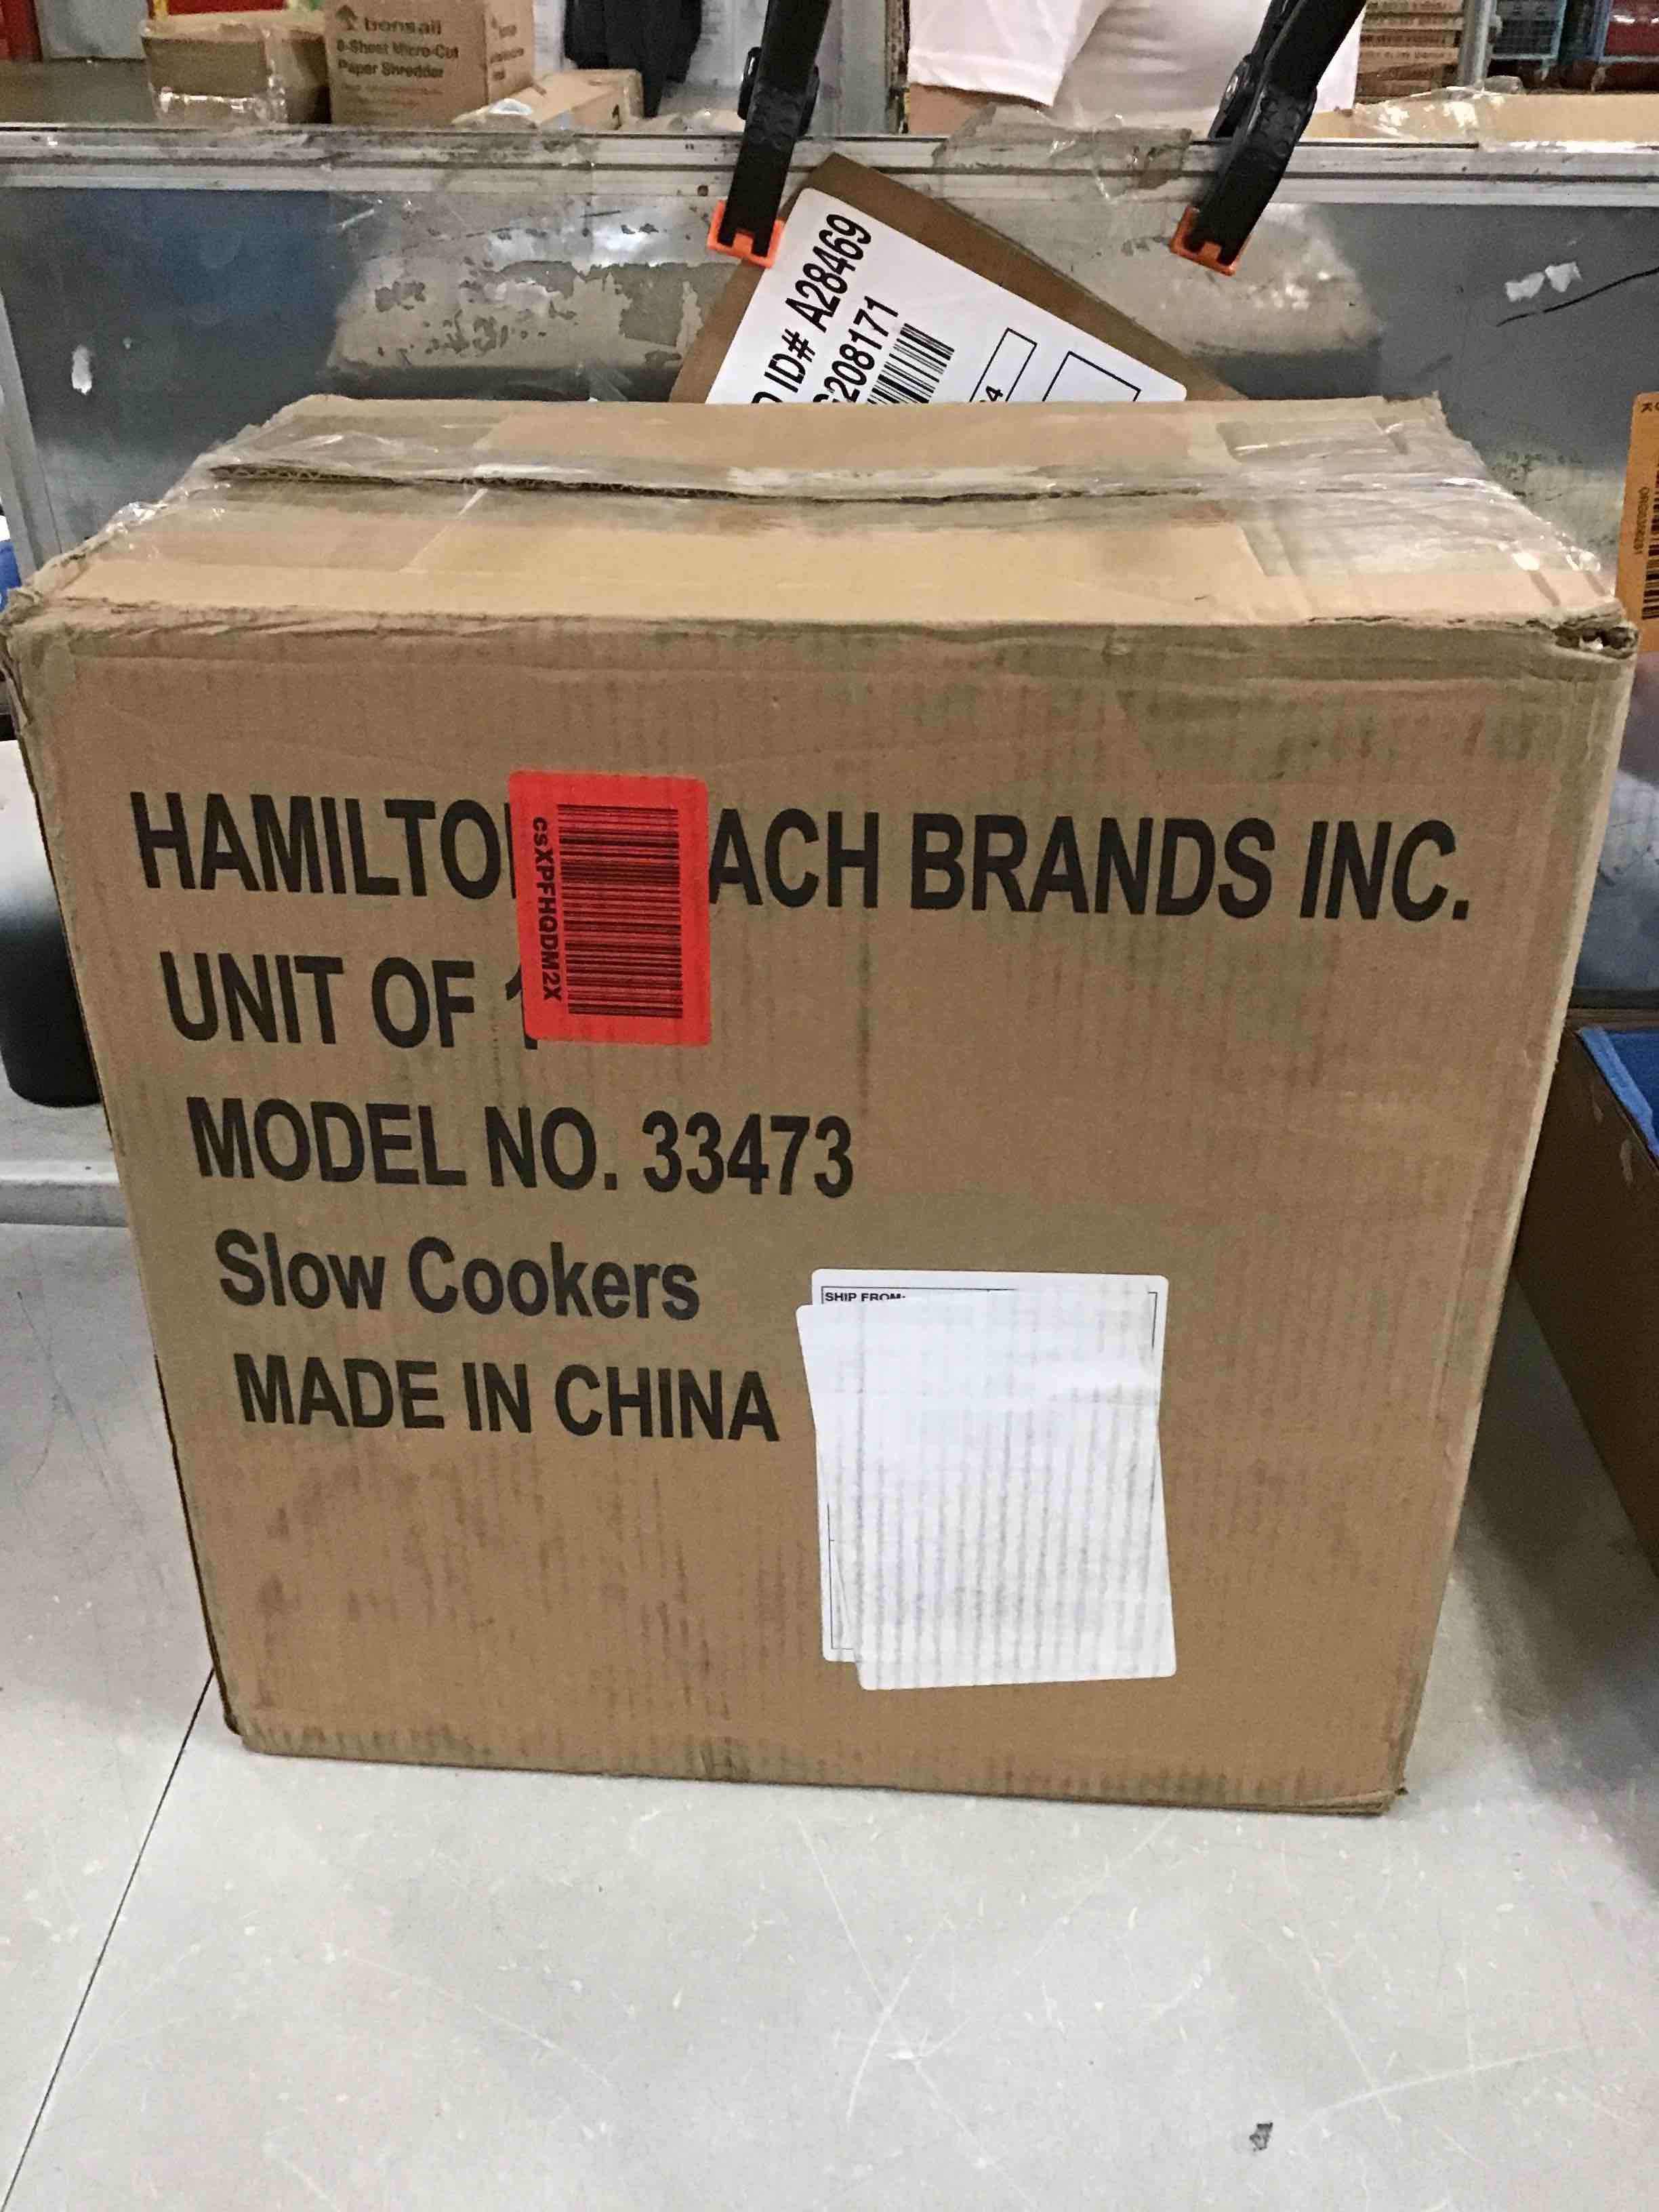 bonsaii
8-Sheet Micro-Cut
Paper Shredder
ID# A28469
208171
HAMILTO ACH BRANDS INC.
csXPFHQDM2X
UNIT OF 1
MODEL NO. 33473
Slow Cookers
MADE IN CHINA
SHIP FROM: